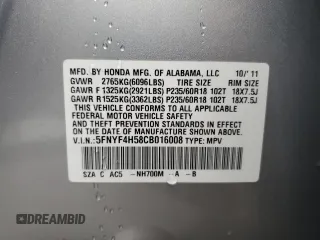 MFD. BY HONDA MFG. OF ALABAMA, LLC 10/'11
GVWR 2765KG(6096LBS) TIRE SIZE RIM SIZE
GAWR F 1325KG(2921LBS) P235/60R18 102T 18X7.5J
GAWR R 1525KG(3362LBS) P235/60R18 102T 18X7.5J
THIS VEHICLE CONFORMS TO ALL APPLICABLE
FEDERAL MOTOR VEHICLE SAFETY AND THEFT
PREVENTION STANDARDS IN EFFECT ON THE
DATE OF MANUFACTURE SHOWN ABOVE.
V.I.N.: 5FNYF4H58CB016008 TYPE: MPV
SZA C AC5 NH700M A B
DREAMBID